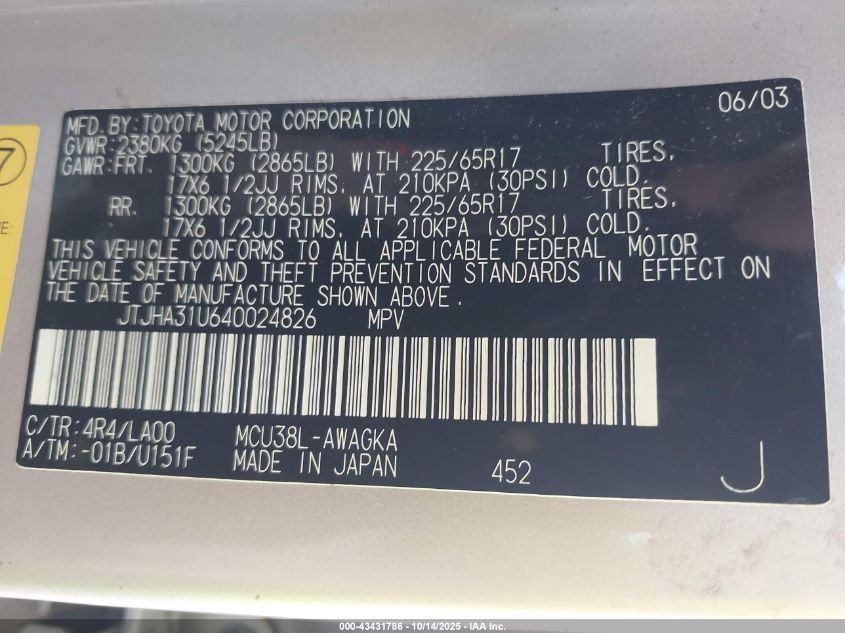 06/03
MFD.BY:TOYOTA MOTOR CORPORATION
GVWR:2380KG (5245LB)
GAWR:FRT. 1300KG (2865LB) WITH 225/65R17 TIRES,
17X6 1/2JJ RIMS, AT 210KPA (30PSI) COLD.
RR. 1300KG (2865LB) WITH 225/65R17 TIRES,
17X6 1/2JJ RIMS, AT 210KPA (30PSI) COLD.
THIS VEHICLE CONFORMS TO ALL APPLICABLE FEDERAL MOTOR
VEHICLE SAFETY AND THEFT PREVENTION STANDARDS IN EFFECT ON
THE DATE OF MANUFACTURE SHOWN ABOVE.
JTJHA31U640024826 MPV
C/TR:4R4/LA00 MCU38L-AWAGKA
A/TM:-01B/U151F MADE IN JAPAN 452 J
7
E:
000-43431786 - 10/14/2025 - IAA Inc.